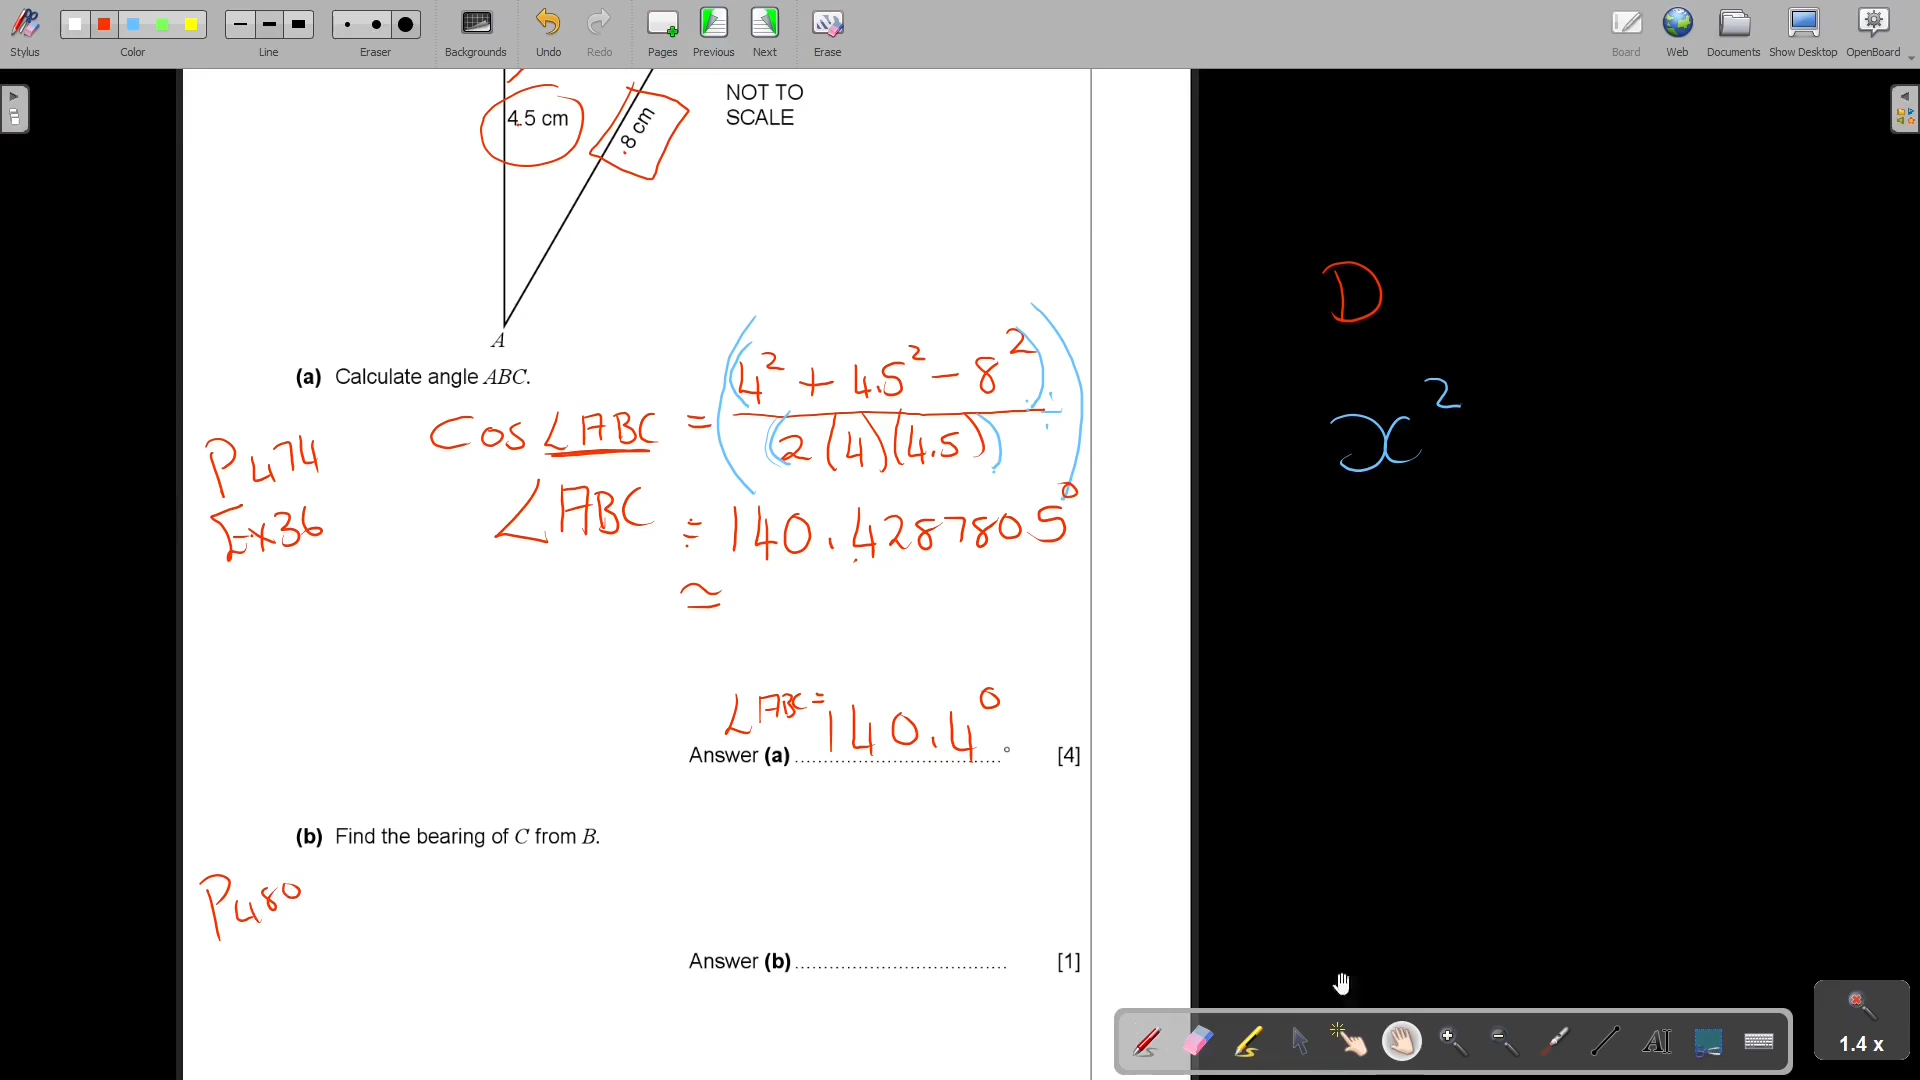 Stylus Color Line Eraser Backgrounds Undo Redo Pages Previous Next Erase Board Web Documents Show Desktop OpenBoard
4.5 cm
8 cm
NOT TO
SCALE
A
(a) Calculate angle ABC.
P474
Ex36
Cos ∠ABC = (4² + 4.5² − 8²) ÷
(2(4)(4.5))
∠ABC = 140.4287805°
≅
∠ABC = 140.4°
Answer (a) .................................. ° [4]
(b) Find the bearing of C from B.
P480
Answer (b) .................................. [1]
D
x²
1.4 x